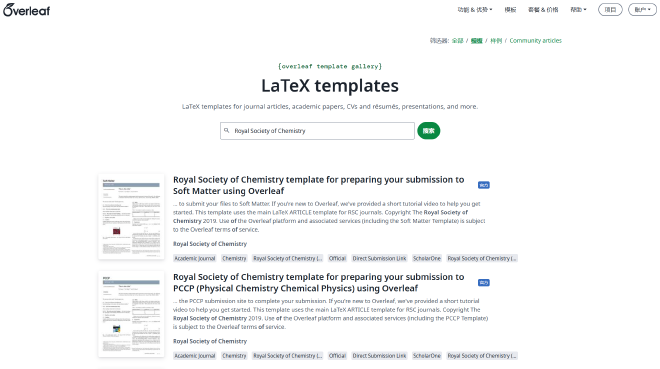 Overleaf
功能 & 优势 模板 套餐 & 价格 帮助 项目 账户
筛选器: 全部 / 模板 / 样例 / Community articles
{overleaf template gallery}
LaTeX templates
LaTeX templates for journal articles, academic papers, CVs and résumés, presentations, and more.
Royal Society of Chemistry 搜索
Royal Society of Chemistry template for preparing your submission to
Soft Matter using Overleaf
官方
... to submit your files to Soft Matter. If you're new to Overleaf, we've provided a short tutorial video to help you get
started. This template uses the main LaTeX ARTICLE template for RSC journals. Copyright The Royal Society of
Chemistry 2019. Use of the Overleaf platform and associated services (including the Soft Matter Template) is subject
to the Overleaf terms of service.
Royal Society of Chemistry
Academic Journal Chemistry Royal Society of Chemistry (... Official Direct Submission Link ScholarOne Royal Society of Chemistry (...
Royal Society of Chemistry template for preparing your submission to
PCCP (Physical Chemistry Chemical Physics) using Overleaf
官方
... the PCCP submission site to complete your submission. If you're new to Overleaf, we've provided a short tutorial
video to help you get started. This template uses the main LaTeX ARTICLE template for RSC journals. Copyright The
Royal Society of Chemistry 2019. Use of the Overleaf platform and associated services (including the PCCP Template)
is subject to the Overleaf terms of service.
Royal Society of Chemistry
Academic Journal Chemistry Royal Society of Chemistry (... Official Direct Submission Link ScholarOne Royal Society of Chemistry (...